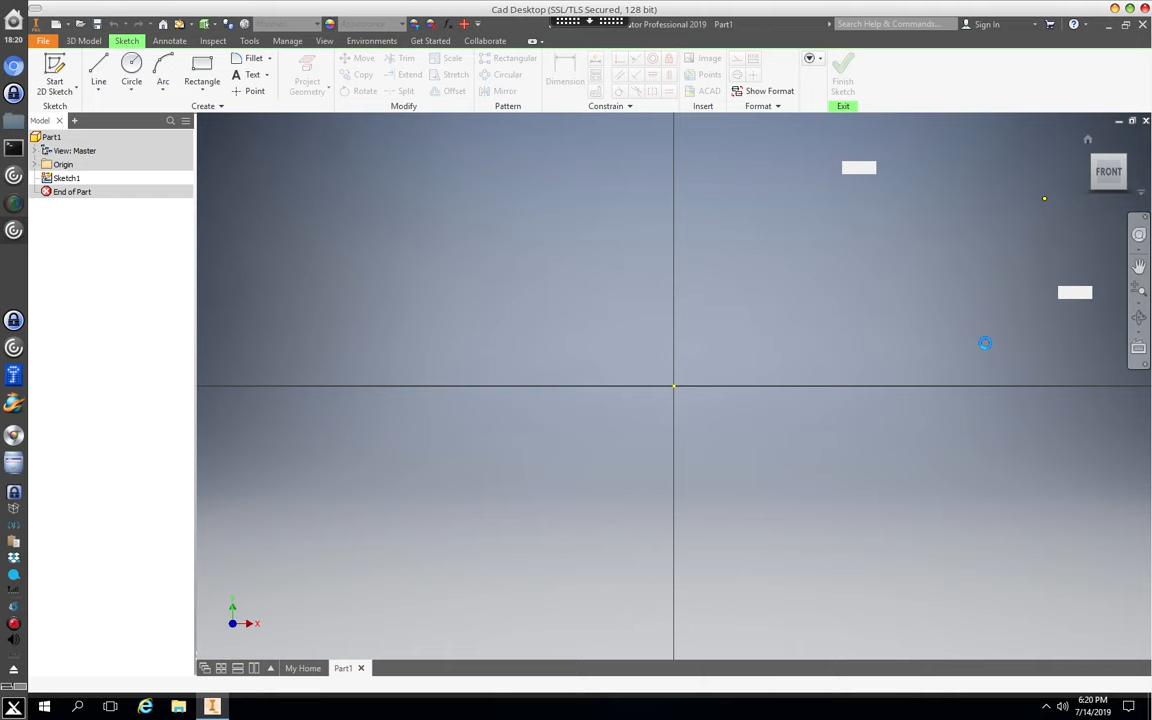 Cad Desktop (SSL/TLS Secured, 128 bit)
18:20
tor Professional 2019 Part1
Search Help & Commands...
Sign In
File 3D Model Sketch Annotate Inspect Tools Manage View Environments Get Started Collaborate
Start
2D Sketch
Line
Circle
Arc
Rectangle
Fillet
Text
Point
Project
Geometry
Move
Copy
Rotate
Trim
Extend
Split
Scale
Stretch
Offset
Rectangular
Circular
Mirror
Dimension
Image
Points
ACAD
Show Format
Finish
Sketch
Sketch Create Modify Pattern Constrain Insert Format Exit
Model
Part1
View: Master
Origin
Sketch1
End of Part
FRONT
X
My Home Part1
6:20 PM
7/14/2019